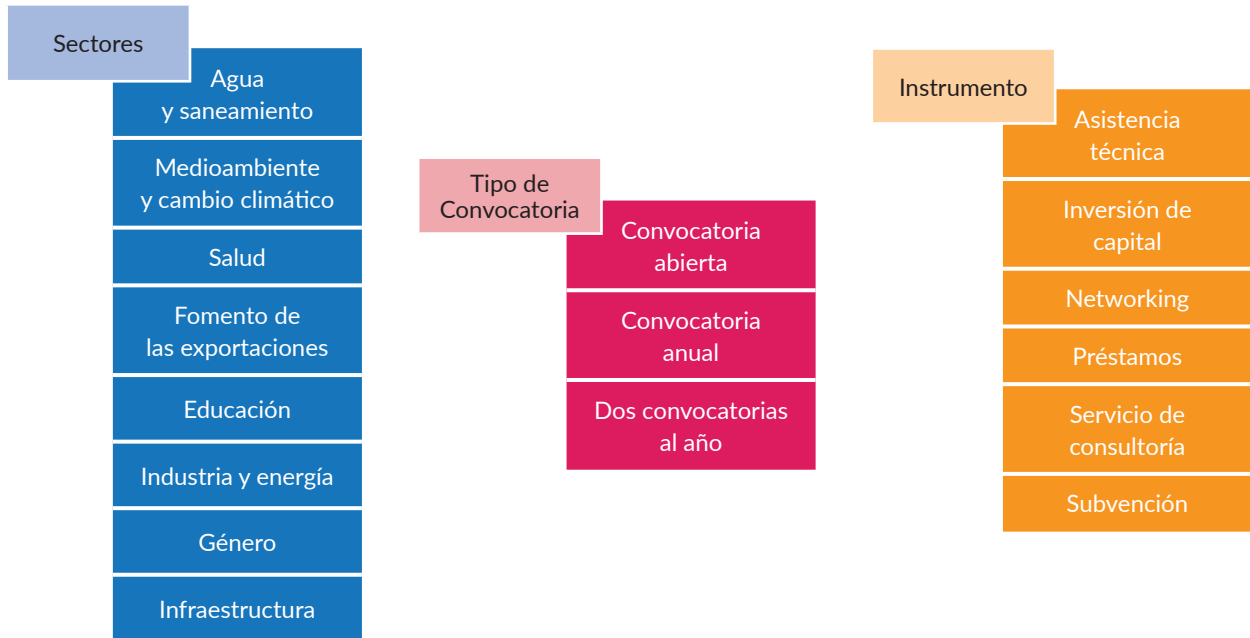 Sectores
Agua
y saneamiento
Medioambiente
y cambio climático
Salud
Fomento de
las exportaciones
Educación
Industria y energía
Género
Infraestructura
Tipo de
Convocatoria
Convocatoria
abierta
Convocatoria
anual
Dos convocatorias
al año
Instrumento
Asistencia
técnica
Inversión de
capital
Networking
Préstamos
Servicio de
consultoría
Subvención